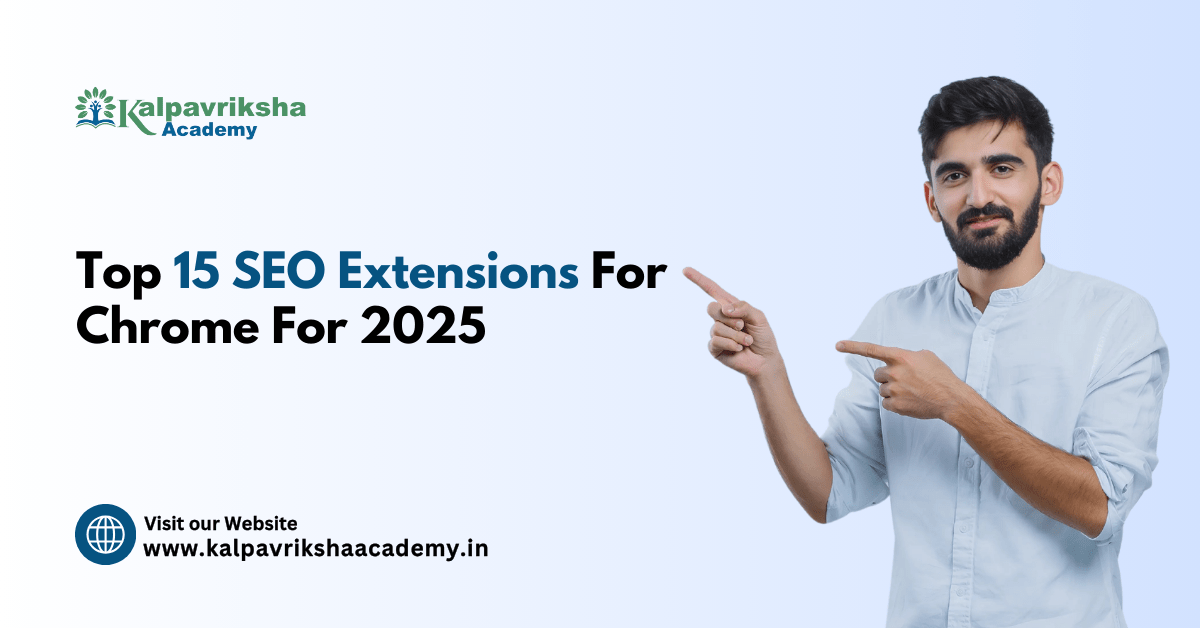 Kalpavriksha
Academy
Top 15 SEO Extensions For
Chrome For 2025
Visit our Website
www.kalpavrikshaacademy.in